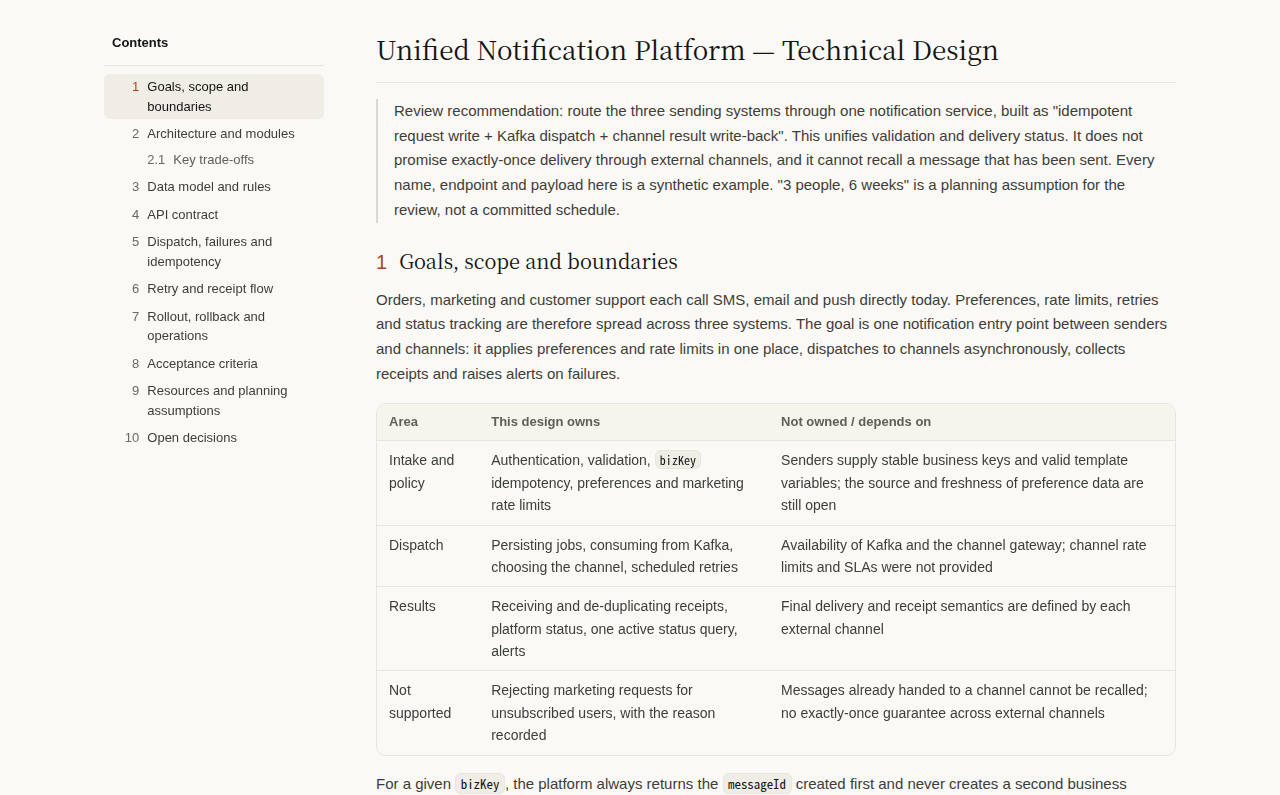 Contents
1 Goals, scope and
boundaries
2 Architecture and modules
2.1 Key trade-offs
3 Data model and rules
4 API contract
5 Dispatch, failures and
idempotency
6 Retry and receipt flow
7 Rollout, rollback and
operations
8 Acceptance criteria
9 Resources and planning
assumptions
10 Open decisions
Unified Notification Platform — Technical Design
Review recommendation: route the three sending systems through one notification service, built as "idempotent
request write + Kafka dispatch + channel result write-back". This unifies validation and delivery status. It does not
promise exactly-once delivery through external channels, and it cannot recall a message that has been sent. Every
name, endpoint and payload here is a synthetic example. "3 people, 6 weeks" is a planning assumption for the
review, not a committed schedule.
1 Goals, scope and boundaries
Orders, marketing and customer support each call SMS, email and push directly today. Preferences, rate limits, retries
and status tracking are therefore spread across three systems. The goal is one notification entry point between senders
and channels: it applies preferences and rate limits in one place, dispatches to channels asynchronously, collects
receipts and raises alerts on failures.
Area This design owns Not owned / depends on
Intake and Authentication, validation, bizKey Senders supply stable business keys and valid template
policy idempotency, preferences and marketing variables; the source and freshness of preference data are
rate limits still open
Dispatch Persisting jobs, consuming from Kafka, Availability of Kafka and the channel gateway; channel rate
choosing the channel, scheduled retries limits and SLAs were not provided
Results Receiving and de-duplicating receipts, Final delivery and receipt semantics are defined by each
platform status, one active status query, external channel
alerts
Not Rejecting marketing requests for Messages already handed to a channel cannot be recalled;
supported unsubscribed users, with the reason no exactly-once guarantee across external channels
recorded
For a given bizKey, the platform always returns the messageId created first and never creates a second business